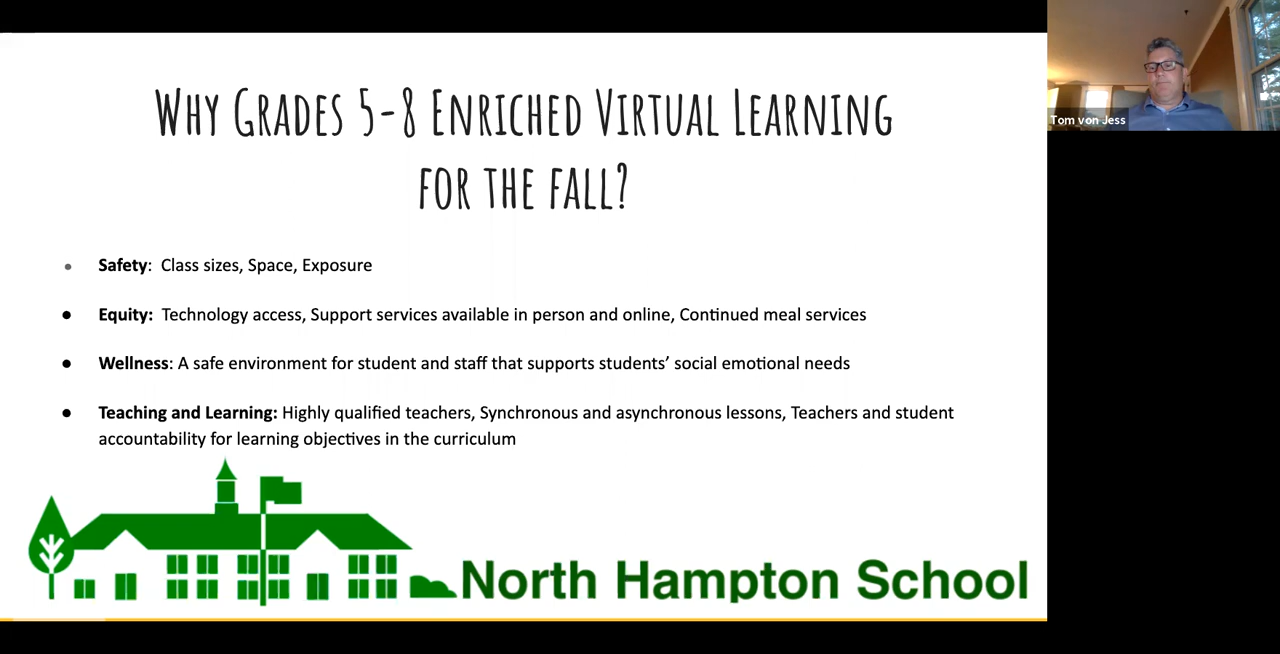 Why Grades 5-8 Enriched Virtual Learning
for the fall?
• Safety:  Class sizes, Space, Exposure
• Equity:  Technology access, Support services available in person and online, Continued meal services
• Wellness: A safe environment for student and staff that supports students’ social emotional needs
• Teaching and Learning: Highly qualified teachers, Synchronous and asynchronous lessons, Teachers and student
accountability for learning objectives in the curriculum
North Hampton School
Tom von Jess